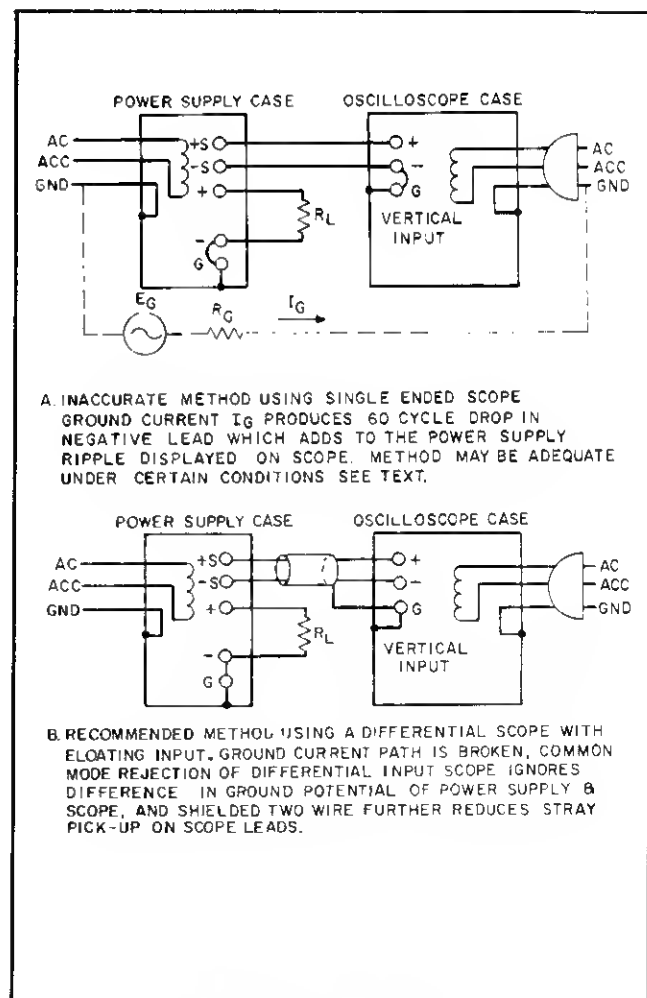 POWER SUPPLY CASE OSCILLOSCOPE CASE
AC +S + AC
ACC -S - ACC
GND + G GND
RL
VERTICAL
INPUT
-
G
EG RG IG
A. INACCURATE METHOD USING SINGLE ENDED SCOPE
GROUND CURRENT IG PRODUCES 60 CYCLE DROP IN
NEGATIVE LEAD WHICH ADDS TO THE POWER SUPPLY
RIPPLE DISPLAYED ON SCOPE. METHOD MAY BE ADEQUATE
UNDER CERTAIN CONDITIONS SEE TEXT.
POWER SUPPLY CASE OSCILLOSCOPE CASE
AC +S + AC
ACC -S - ACC
GND + G GND
RL
VERTICAL
INPUT
-
G
B. RECOMMENDED METHOD USING A DIFFERENTIAL SCOPE WITH
ELOATING INPUT. GROUND CURRENT PATH IS BROKEN, COMMON
MODE REJECTION OF DIFFERENTIAL INPUT SCOPE IGNORES
DIFFERENCE IN GROUND POTENTIAL OF POWER SUPPLY &
SCOPE, AND SHIELDED TWO WIRE FURTHER REDUCES STRAY
PICK-UP ON SCOPE LEADS.